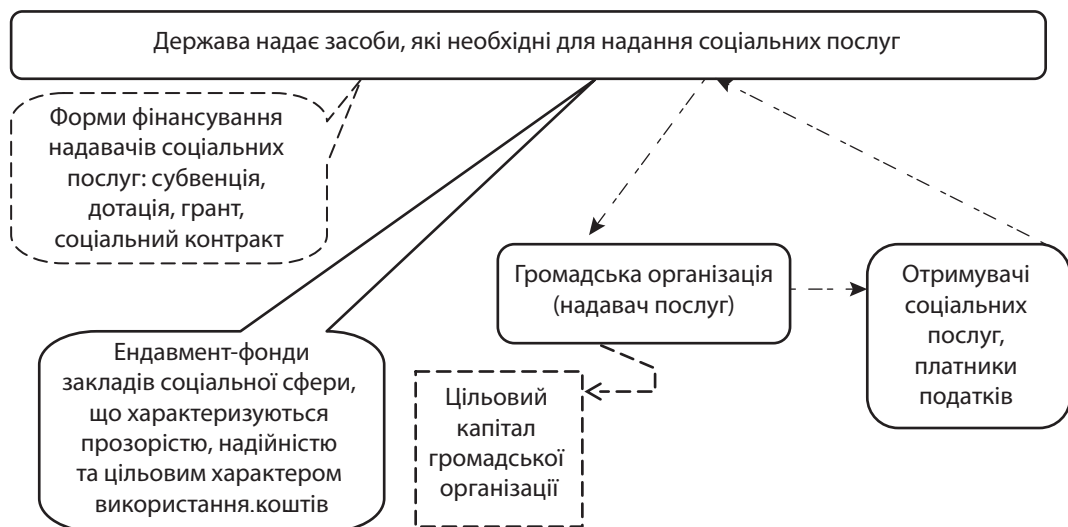 Держава надає засоби, які необхідні для надання соціальних послуг
Форми фінансування
надавачів соціальних
послуг: субвенція,
дотація, грант,
соціальний контракт
Громадська організація
(надавач послуг)
Отримувачі
соціальних
послуг,
платники
податків
Ендавмент-фонди
закладів соціальної сфери,
що характеризуються
прозорістю, надійністю
та цільовим характером
використання.коштів
Цільовий
капітал
громадської
організації